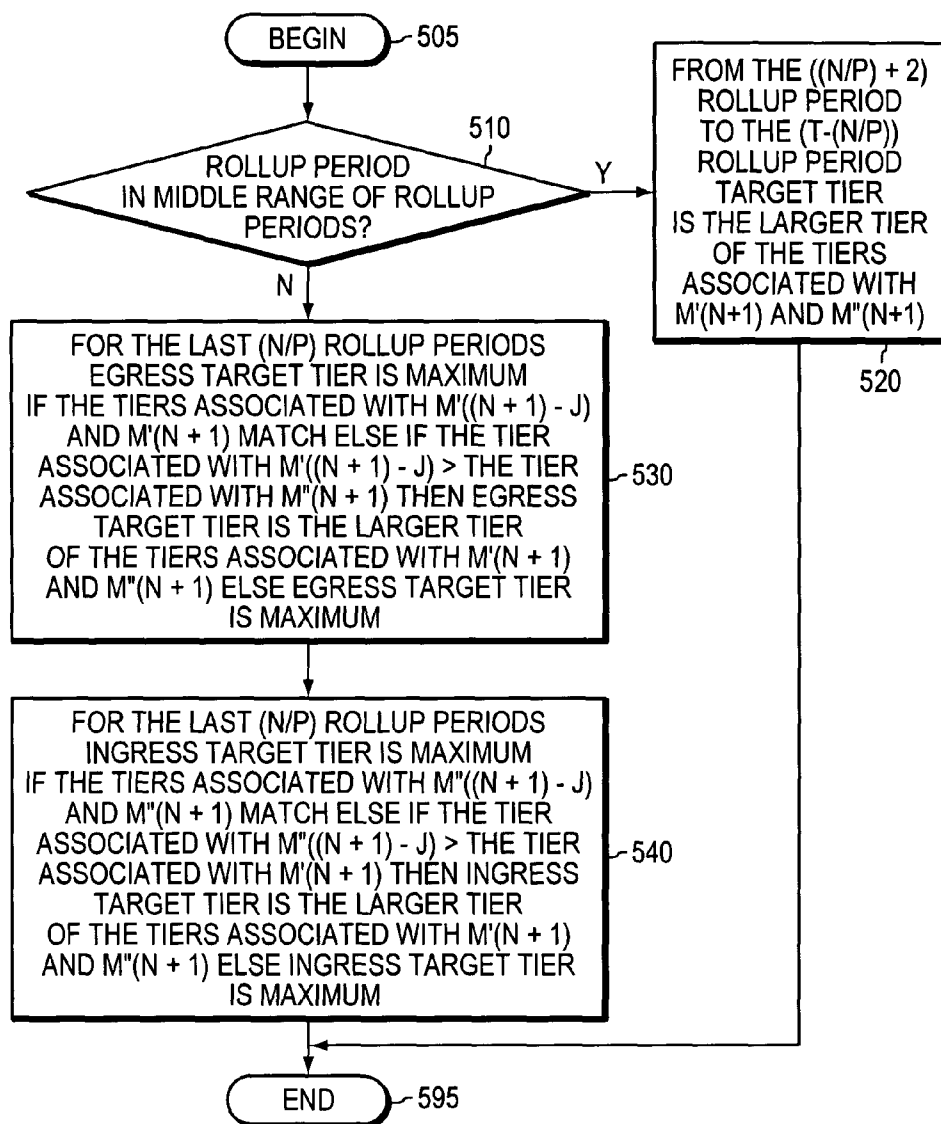 BEGIN
505
510
ROLLUP PERIOD
IN MIDDLE RANGE OF ROLLUP
PERIODS?
Y
N
FROM THE ((N/P) + 2)
ROLLUP PERIOD
TO THE (T-(N/P))
ROLLUP PERIOD
TARGET TIER
IS THE LARGER TIER
OF THE TIERS
ASSOCIATED WITH
M'(N+1) AND M"(N+1)
520
FOR THE LAST (N/P) ROLLUP PERIODS
EGRESS TARGET TIER IS MAXIMUM
IF THE TIERS ASSOCIATED WITH M'((N + 1) - J)
AND M'(N + 1) MATCH ELSE IF THE TIER
ASSOCIATED WITH M'((N + 1) - J) > THE TIER
ASSOCIATED WITH M"(N + 1) THEN EGRESS
TARGET TIER IS THE LARGER TIER
OF THE TIERS ASSOCIATED WITH M'(N + 1)
AND M"(N + 1) ELSE EGRESS TARGET TIER
IS MAXIMUM
530
FOR THE LAST (N/P) ROLLUP PERIODS
INGRESS TARGET TIER IS MAXIMUM
IF THE TIERS ASSOCIATED WITH M"((N + 1) - J)
AND M"(N + 1) MATCH ELSE IF THE TIER
ASSOCIATED WITH M"((N + 1) - J) > THE TIER
ASSOCIATED WITH M'(N + 1) THEN INGRESS
TARGET TIER IS THE LARGER TIER
OF THE TIERS ASSOCIATED WITH M'(N + 1)
AND M"(N + 1) ELSE INGRESS TARGET TIER
IS MAXIMUM
540
END
595